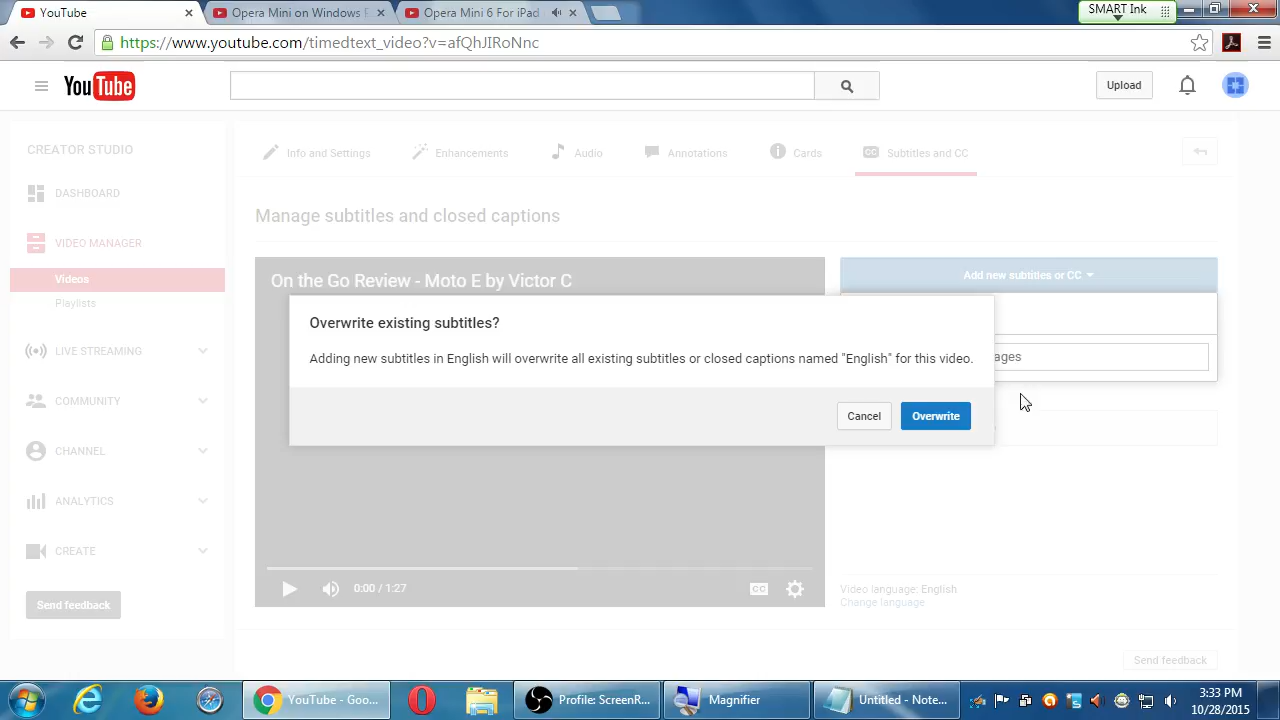 YouTube
Opera Mini on Windows
Opera Mini 6 For iPad
SMART Ink
https://www.youtube.com/timedtext_video?v=afQhJIRoNNc
YouTube
Upload
CREATOR STUDIO
DASHBOARD
VIDEO MANAGER
Videos
Playlists
LIVE STREAMING
COMMUNITY
CHANNEL
ANALYTICS
CREATE
Send feedback
Info and Settings
Enhancements
Audio
Annotations
Cards
CC Subtitles and CC
Manage subtitles and closed captions
On the Go Review - Moto E by Victor C
Add new subtitles or CC
ages
Overwrite existing subtitles?
Adding new subtitles in English will overwrite all existing subtitles or closed captions named "English" for this video.
Cancel
Overwrite
0:00 / 1:27
CC
Video language: English
Change language
Send feedback
YouTube - Goo...
Profile: ScreenR...
Magnifier
Untitled - Note...
3:33 PM
10/28/2015